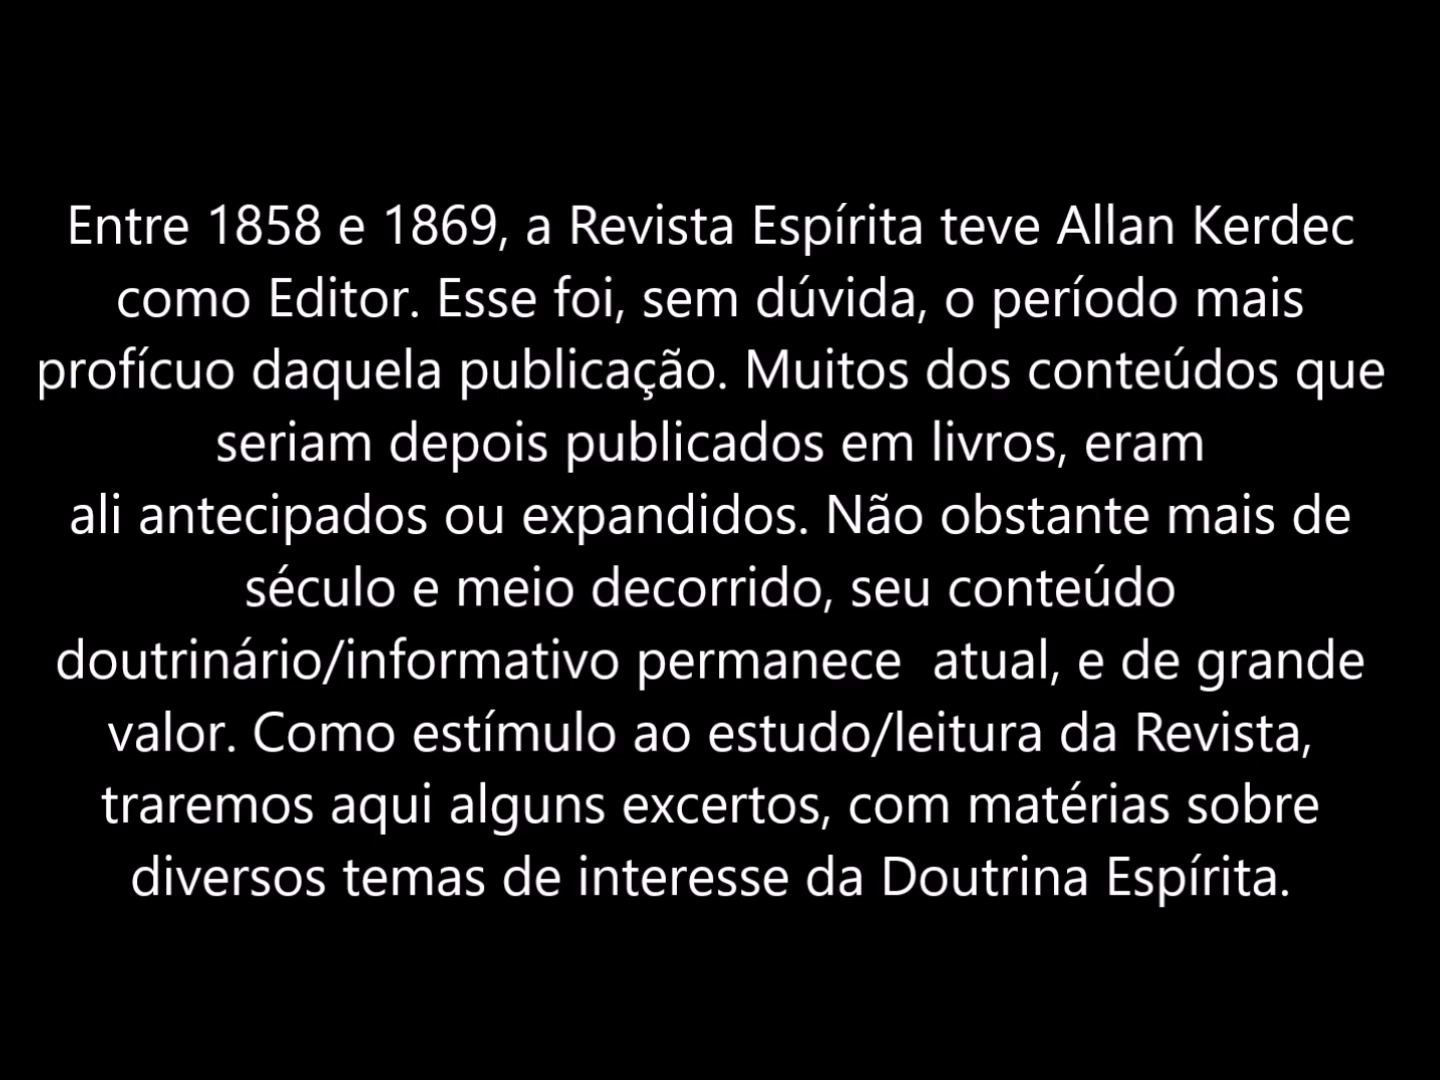 Entre 1858 e 1869, a Revista Espírita teve Allan Kerdec
como Editor. Esse foi, sem dúvida, o período mais
profícuo daquela publicação. Muitos dos conteúdos que
seriam depois publicados em livros, eram
ali antecipados ou expandidos. Não obstante mais de
século e meio decorrido, seu conteúdo
doutrinário/informativo permanece  atual, e de grande
valor. Como estímulo ao estudo/leitura da Revista,
traremos aqui alguns excertos, com matérias sobre
diversos temas de interesse da Doutrina Espírita.